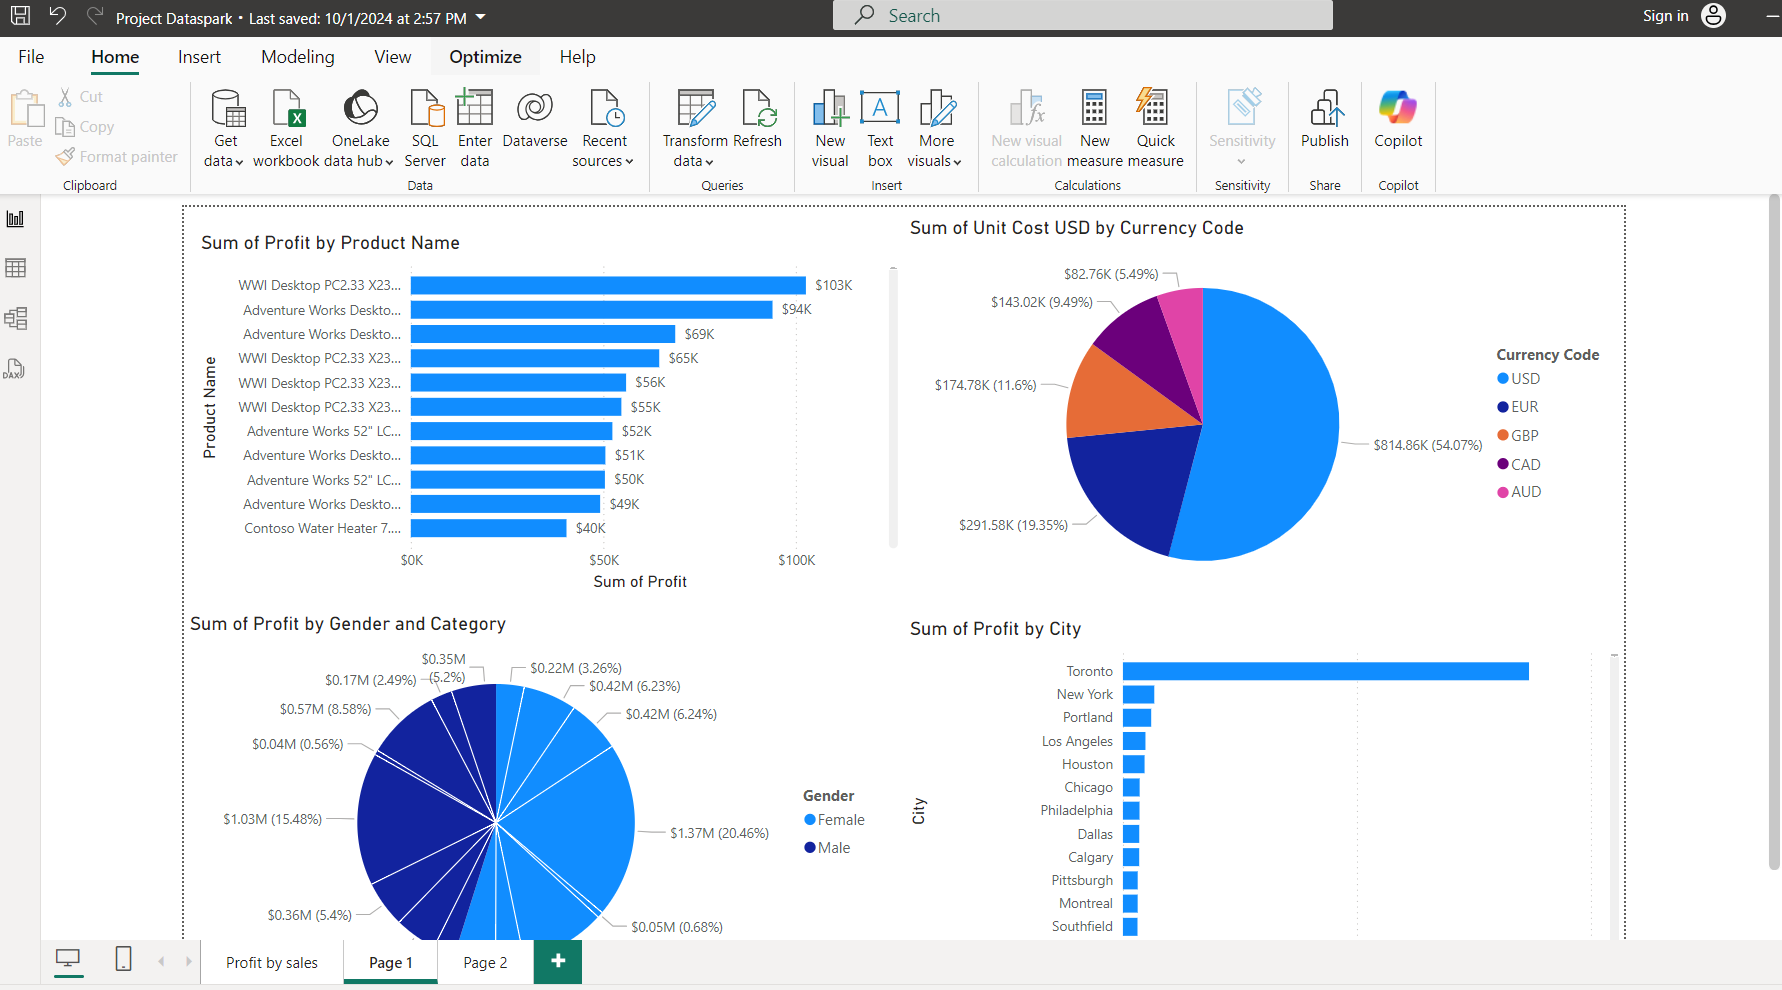 Project Dataspark • Last saved: 10/1/2024 at 2:57 PM
Search
Sign in
File
Home
Insert
Modeling
View
Optimize
Help
Paste
Cut
Copy
Format painter
Clipboard
Get data
Excel workbook
OneLake data hub
SQL Server
Enter data
Dataverse
Recent sources
Data
Transform data
Refresh
Queries
New visual
Text box
More visuals
Insert
New visual calculation
New measure
Quick measure
Calculations
Sensitivity
Sensitivity
Publish
Share
Copilot
Copilot
DAX
Sum of Profit by Product Name
Product Name
WWI Desktop PC2.33 X23... $103K
Adventure Works Deskto... $94K
Adventure Works Deskto... $69K
WWI Desktop PC2.33 X23... $65K
WWI Desktop PC2.33 X23... $56K
WWI Desktop PC2.33 X23... $55K
Adventure Works 52" LC... $52K
Adventure Works Deskto... $51K
Adventure Works 52" LC... $50K
Adventure Works Deskto... $49K
Contoso Water Heater 7.... $40K
$0K $50K $100K
Sum of Profit
Sum of Unit Cost USD by Currency Code
$82.76K (5.49%)
$143.02K (9.49%)
$174.78K (11.6%)
$814.86K (54.07%)
$291.58K (19.35%)
Currency Code
USD
EUR
GBP
CAD
AUD
Sum of Profit by Gender and Category
$0.35M
(5.2%)
$0.22M (3.26%)
$0.17M (2.49%)
$0.42M (6.23%)
$0.57M (8.58%)
$0.42M (6.24%)
$0.04M (0.56%)
$1.03M (15.48%)
$1.37M (20.46%)
$0.36M (5.4%)
$0.05M (0.68%)
Gender
Female
Male
Sum of Profit by City
City
Toronto
New York
Portland
Los Angeles
Houston
Chicago
Philadelphia
Dallas
Calgary
Pittsburgh
Montreal
Southfield
Profit by sales
Page 1
Page 2